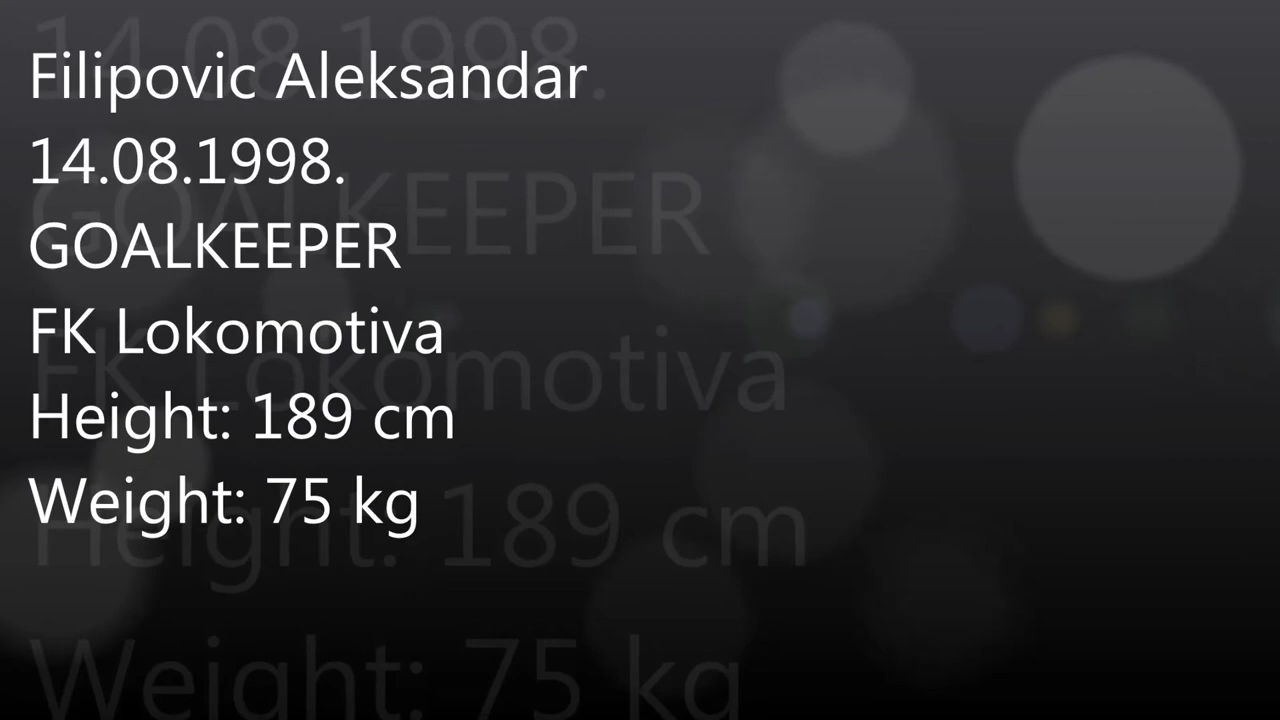 Filipovic Aleksandar
14.08.1998.
GOALKEEPER
FK Lokomotiva
Height: 189 cm
Weight: 75 kg